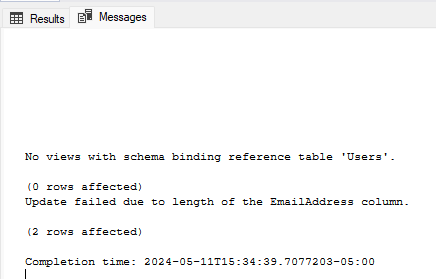 Results
Messages
No views with schema binding reference table 'Users'.
(0 rows affected)
Update failed due to length of the EmailAddress column.
(2 rows affected)
Completion time: 2024-05-11T15:34:39.7077203-05:00